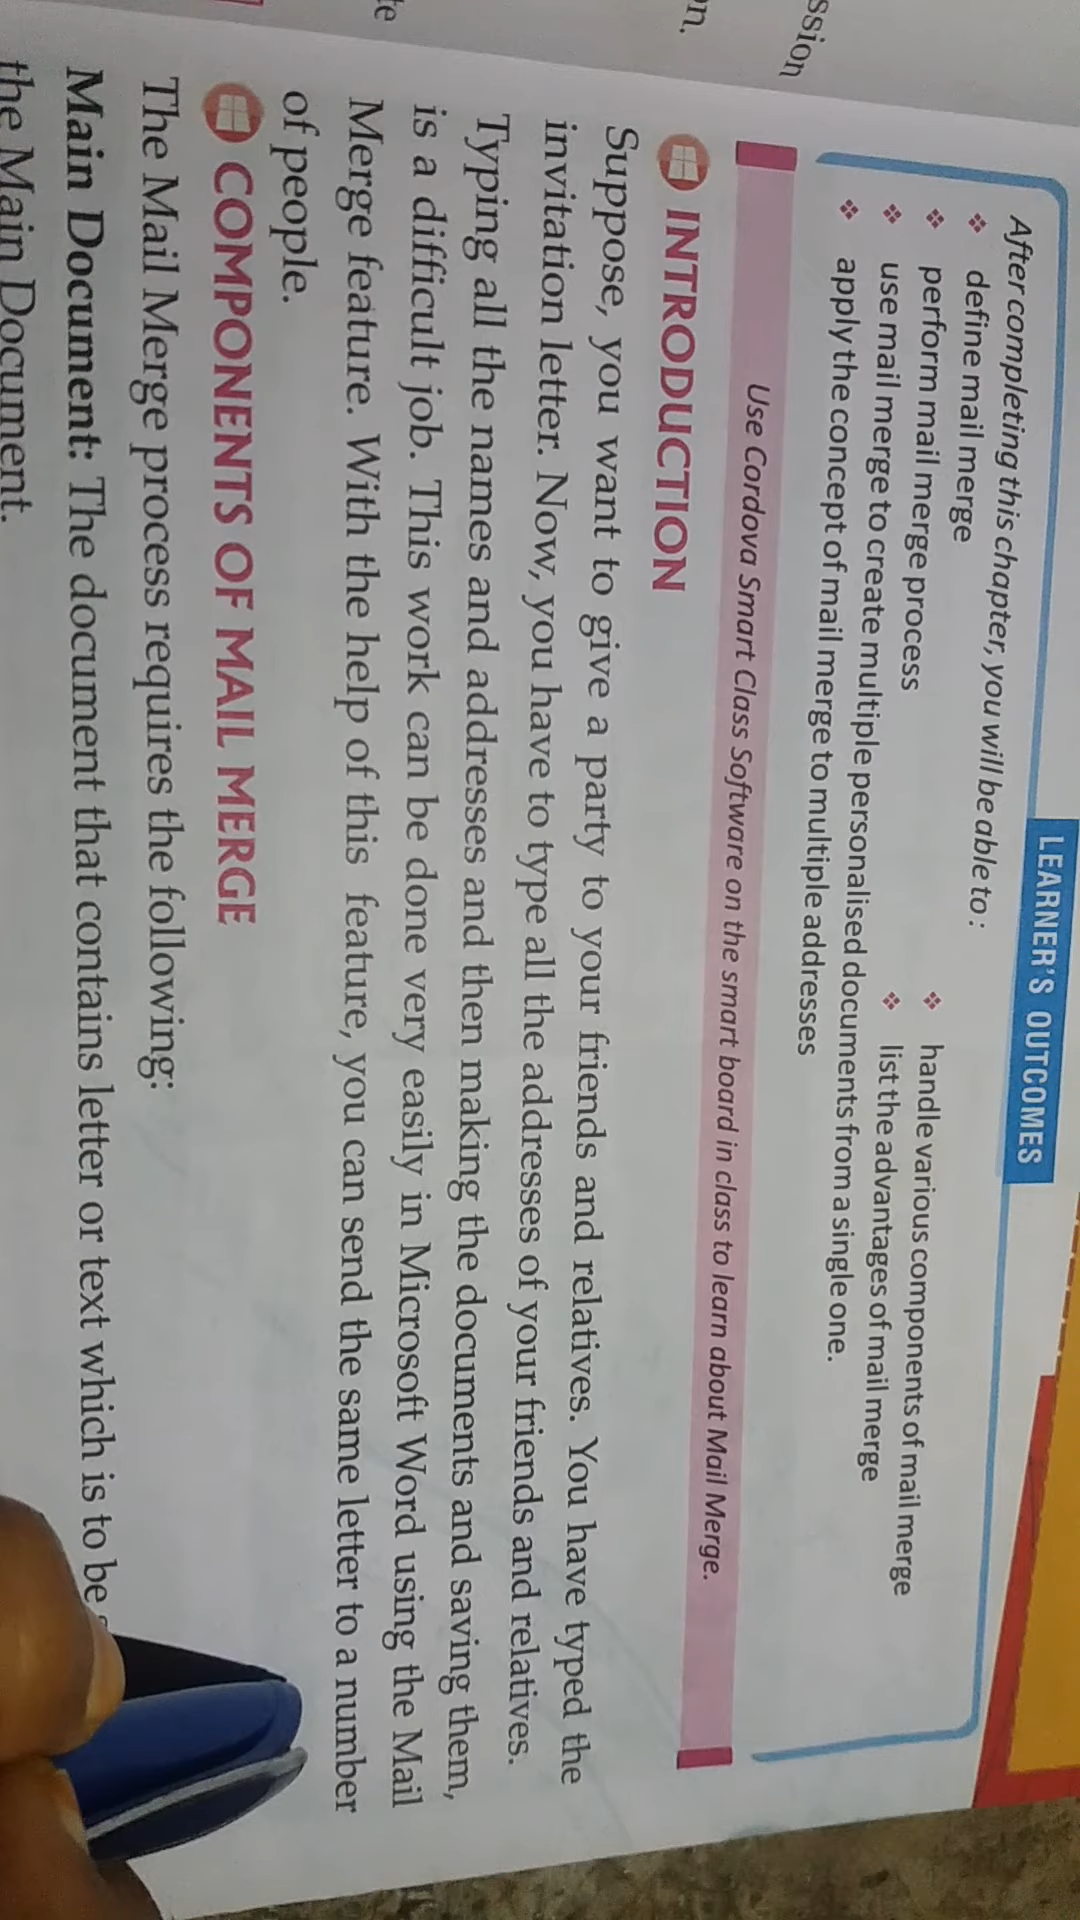 LEARNER'S OUTCOMES
After completing this chapter, you will be able to :
❖ define mail merge
❖ perform mail merge process ❖ handle various components of mail merge
❖ use mail merge to create multiple personalised documents from a single one. ❖ list the advantages of mail merge
❖ apply the concept of mail merge to multiple addresses
Use Cordova Smart Class Software on the smart board in class to learn about Mail Merge.
INTRODUCTION
Suppose, you want to give a party to your friends and relatives. You have typed the
invitation letter. Now, you have to type all the addresses of your friends and relatives.
Typing all the names and addresses and then making the documents and saving them,
is a difficult job. This work can be done very easily in Microsoft Word using the Mail
Merge feature. With the help of this feature, you can send the same letter to a number
of people.
COMPONENTS OF MAIL MERGE
The Mail Merge process requires the following:
Main Document: The document that contains letter or text which is to be
the Main Document.
ssion
n.